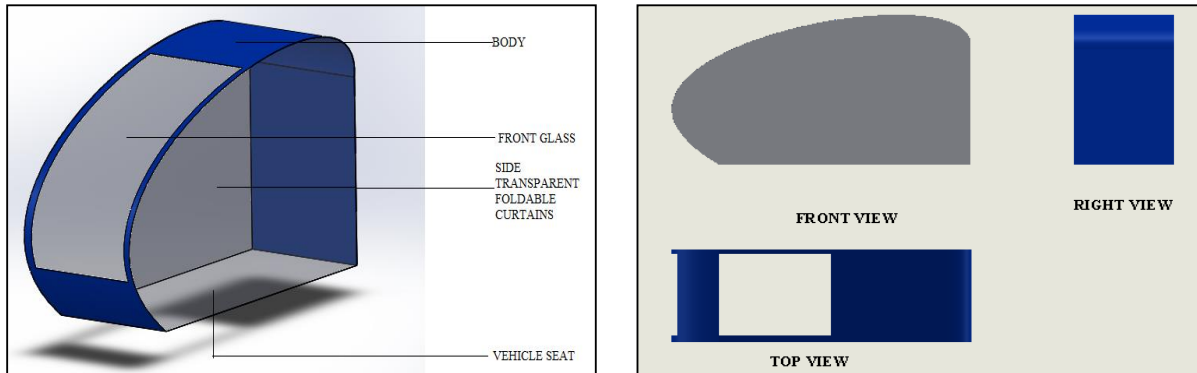 BODY
FRONT GLASS
SIDE
TRANSPARENT
FOLDABLE
CURTAINS
VEHICLE SEAT
FRONT VIEW
RIGHT VIEW
TOP VIEW